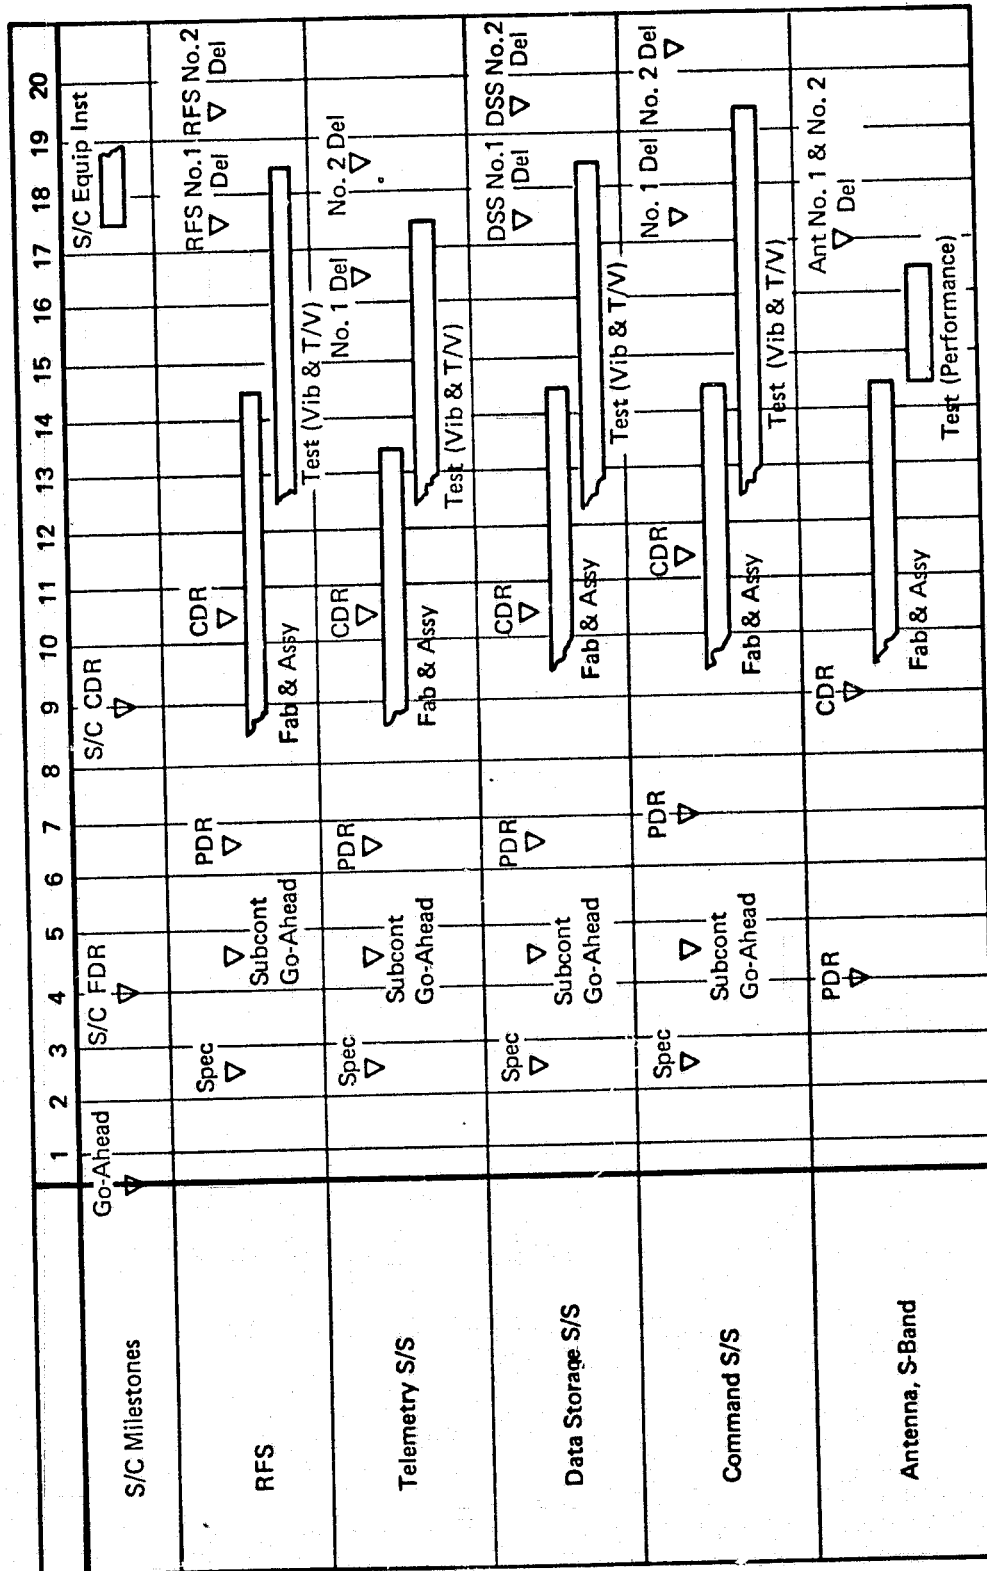 1 2 3 4 5 6 7 8 9 10 11 12 13 14 15 16 17 18 19 20
S/C Milestones
Go-Ahead
S/C FDR
S/C CDR
S/C Equip Inst
RFS
Spec
Subcont
Go-Ahead
PDR
CDR
Fab & Assy
Test (Vib & T/V)
RFS No.1
Del
RFS No.2
Del
Telemetry S/S
Spec
Subcont
Go-Ahead
PDR
CDR
Fab & Assy
Test (Vib & T/V)
No. 1 Del
No. 2 Del
Data Storage S/S
Spec
Subcont
Go-Ahead
PDR
CDR
Fab & Assy
Test (Vib & T/V)
DSS No.1
Del
DSS No.2
Del
Command S/S
Spec
Subcont
Go-Ahead
PDR
CDR
Fab & Assy
Test (Vib & T/V)
No. 1 Del
No. 2 Del
Antenna, S-Band
PDR
CDR
Fab & Assy
Test (Performance)
Ant No. 1 & No. 2
Del